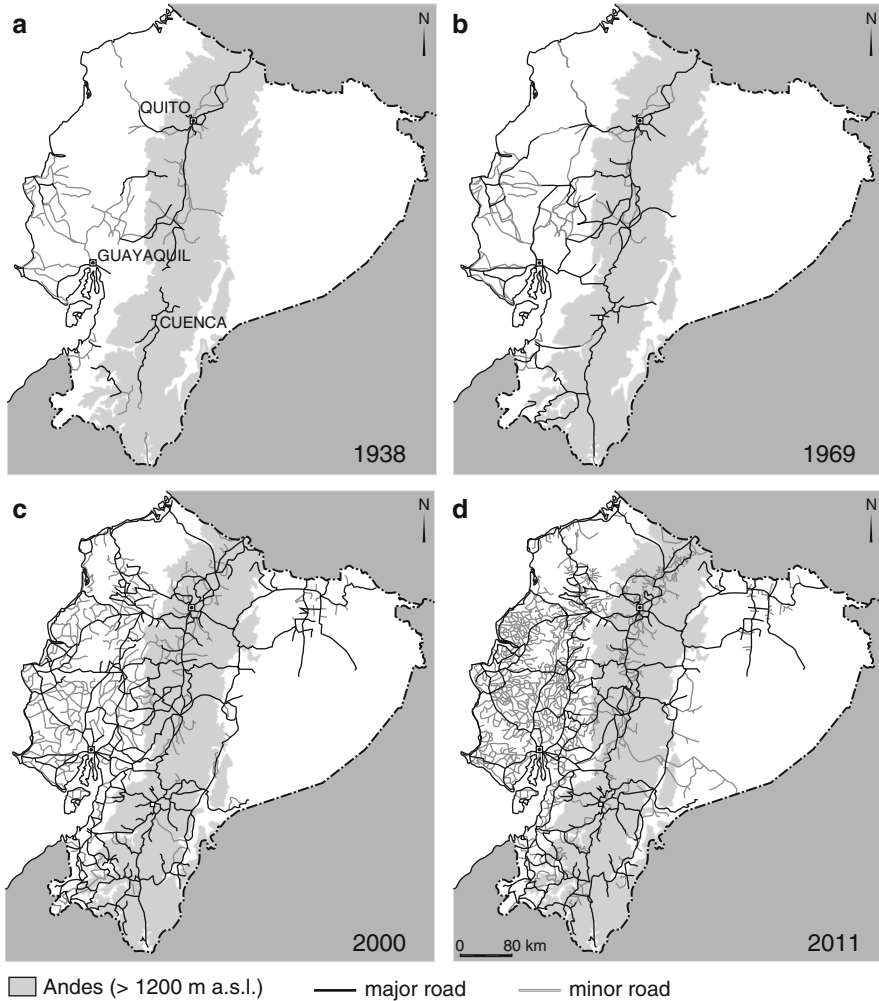 a
N
QUITO
GUAYAQUIL
CUENCA
1938
b
N
1969
c
N
2000
d
N
0 80 km
2011
Andes (> 1200 m a.s.l.) major road minor road